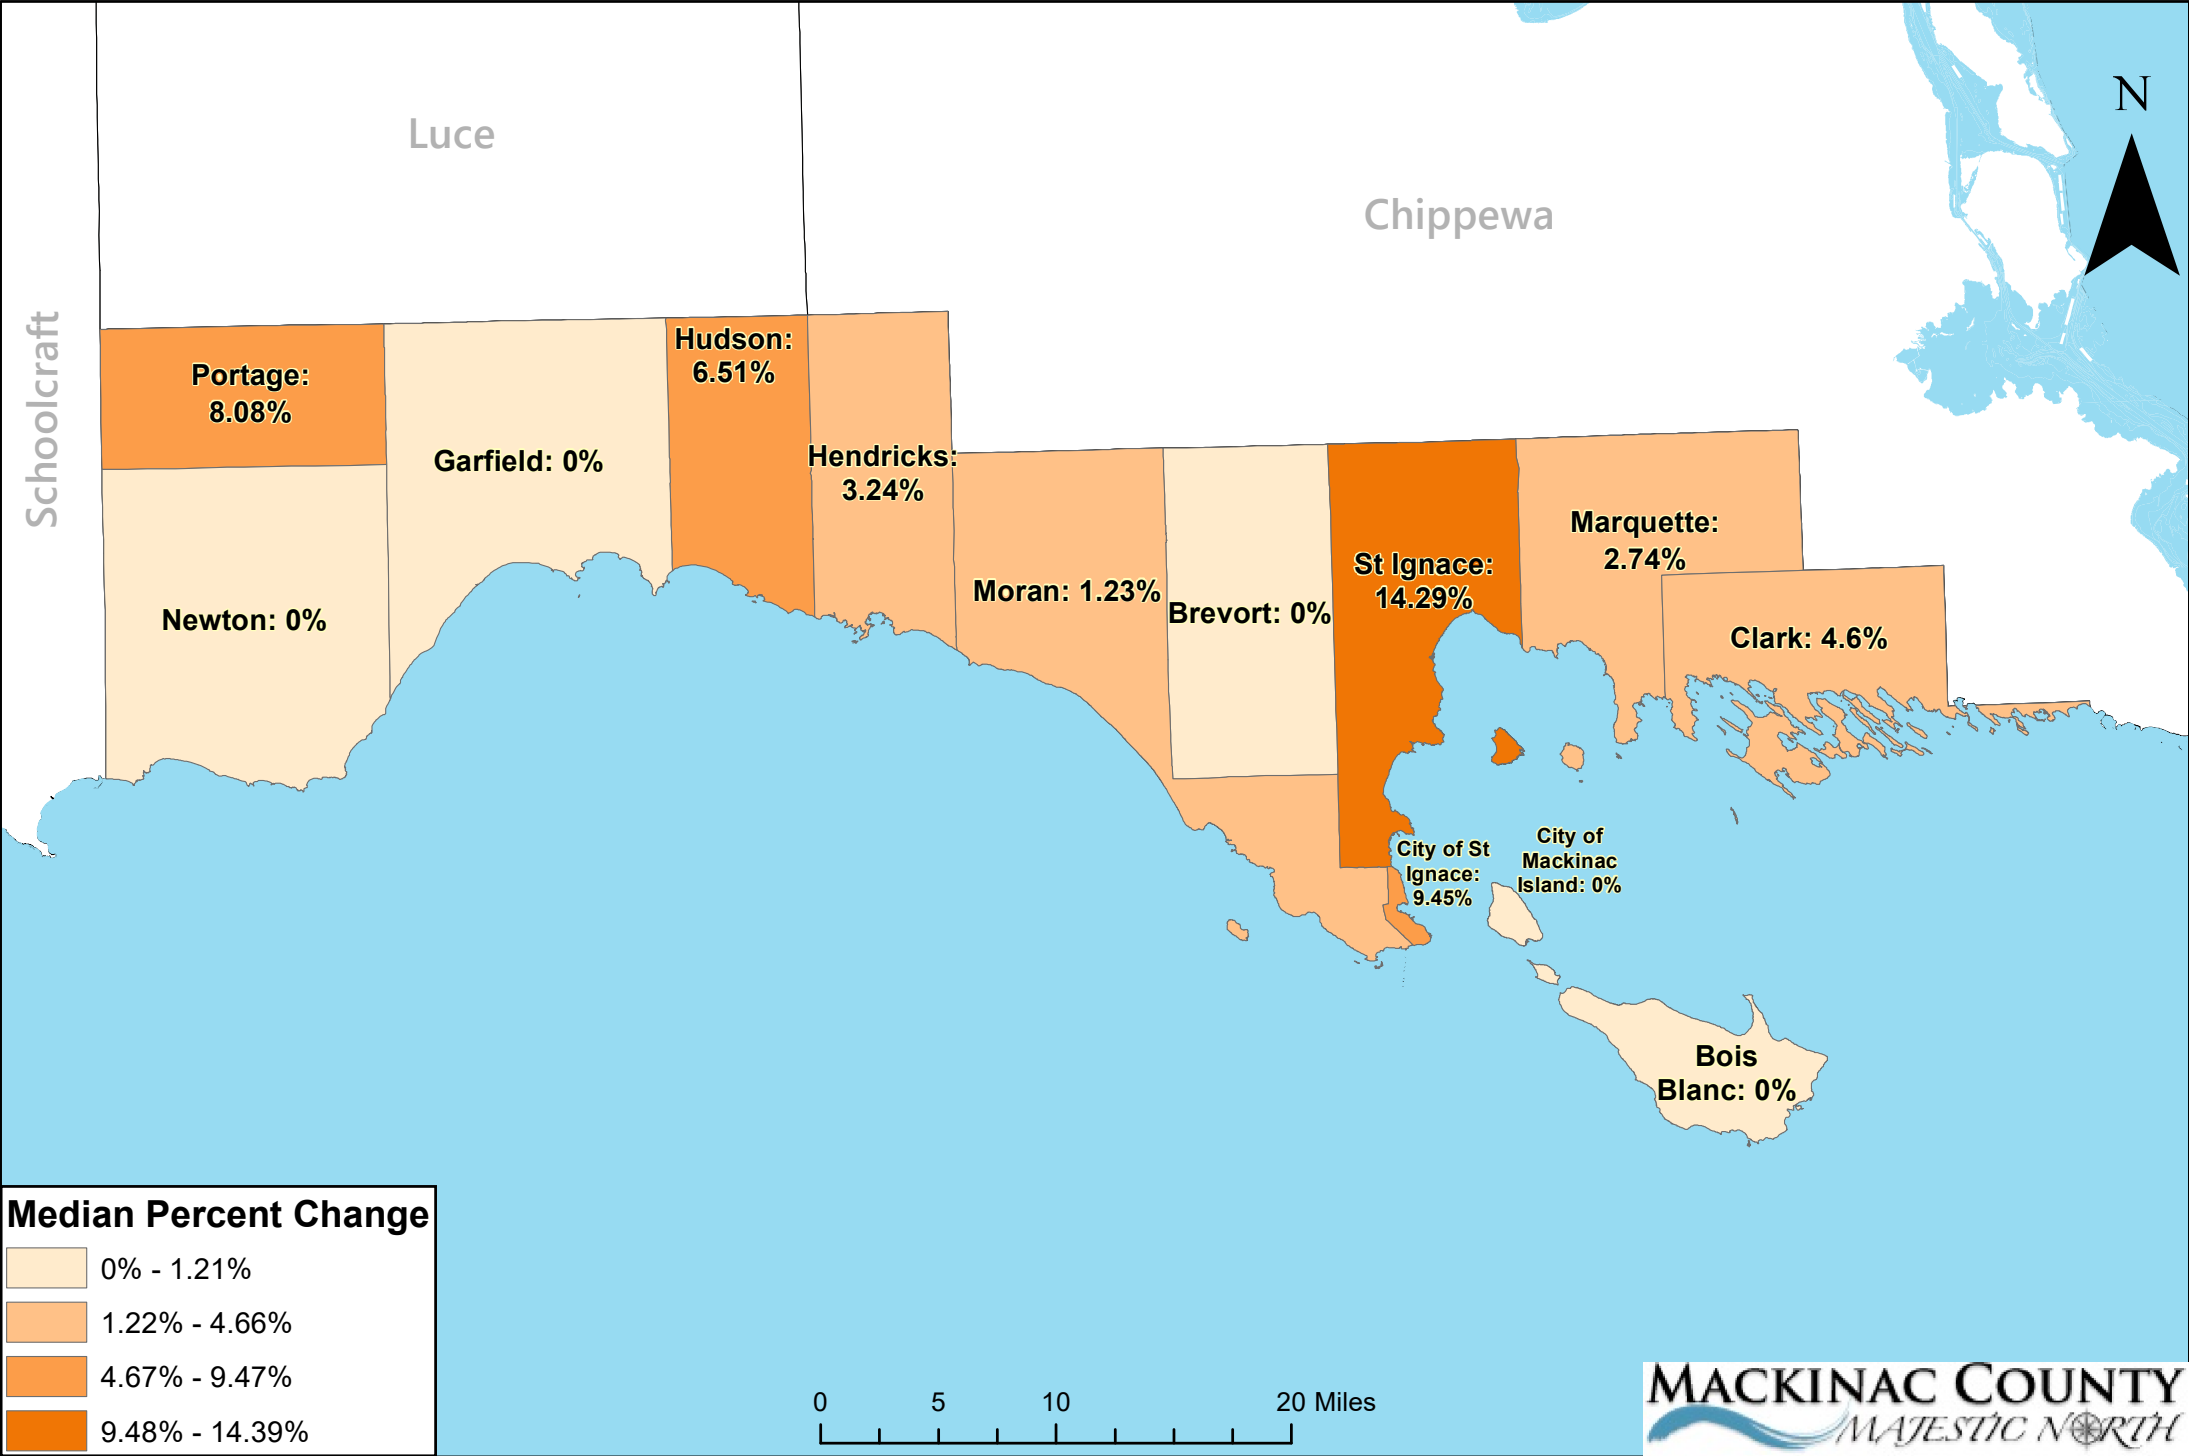 Luce
N
Chippewa
Schoolcraft
Portage:
8.08%
Garfield: 0%
Hudson:
6.51%
Hendricks:
3.24%
Newton: 0%
Moran: 1.23%
Brevort: 0%
St Ignace:
14.29%
Marquette:
2.74%
Clark: 4.6%
City of St
Ignace:
9.45%
City of
Mackinac
Island: 0%
Bois
Blanc: 0%
Median Percent Change
0% - 1.21%
1.22% - 4.66%
4.67% - 9.47%
9.48% - 14.39%
0 5 10 20 Miles
MACKINAC COUNTY
MAJESTIC NORTH